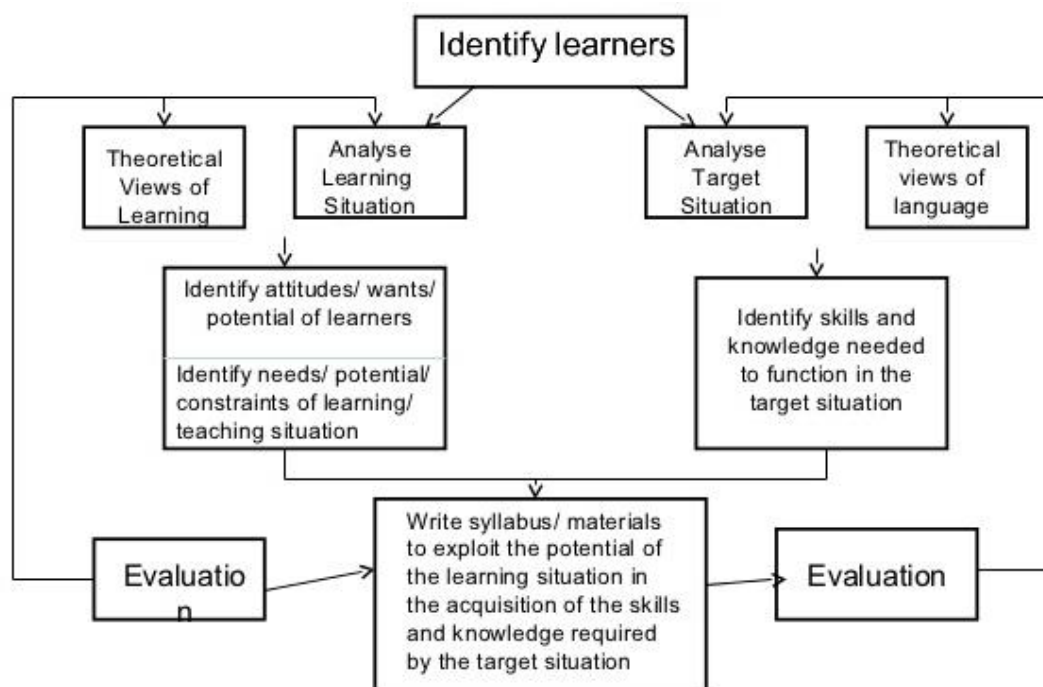 Identify learners
Theoretical
Views of
Learning
Analyse
Learning
Situation
Analyse
Target
Situation
Theoretical
views of
language
Identify attitudes/ wants/
potential of learners
Identify needs/ potential/
constraints of learning/
teaching situation
Identify skills and
knowledge needed
to function in the
target situation
Evaluatio
n
Write syllabus/ materials
to exploit the potential of
the learning situation in
the acquisition of the skills
and knowledge required
by the target situation
Evaluation